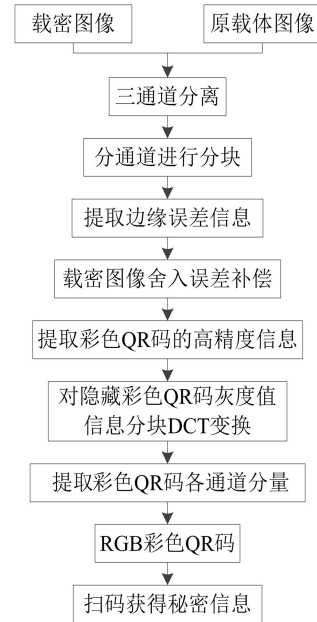 载密图像
原载体图像
三通道分离
分通道进行分块
提取边缘误差信息
载密图像舍入误差补偿
提取彩色QR码的高精度信息
对隐藏彩色QR码灰度值
信息分块DCT变换
提取彩色QR码各通道分量
RGB彩色QR码
扫码获得秘密信息